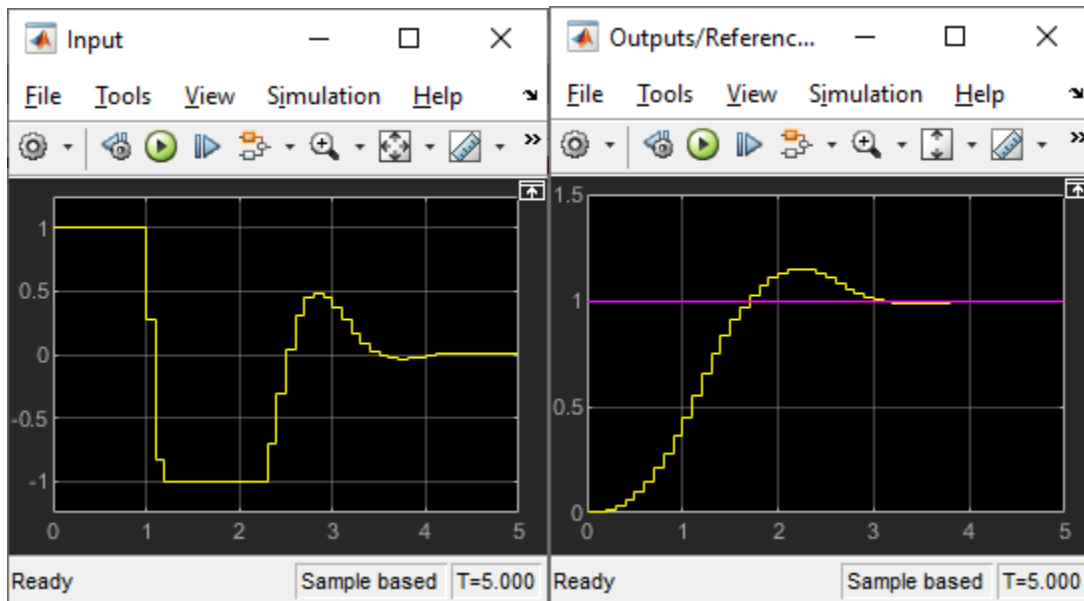 Input
File Tools View Simulation Help
1
0.5
0
-0.5
-1
0 1 2 3 4 5
Ready Sample based T=5.000
Outputs/Referenc...
File Tools View Simulation Help
1.5
1
0.5
0
0 1 2 3 4 5
Ready Sample based T=5.000